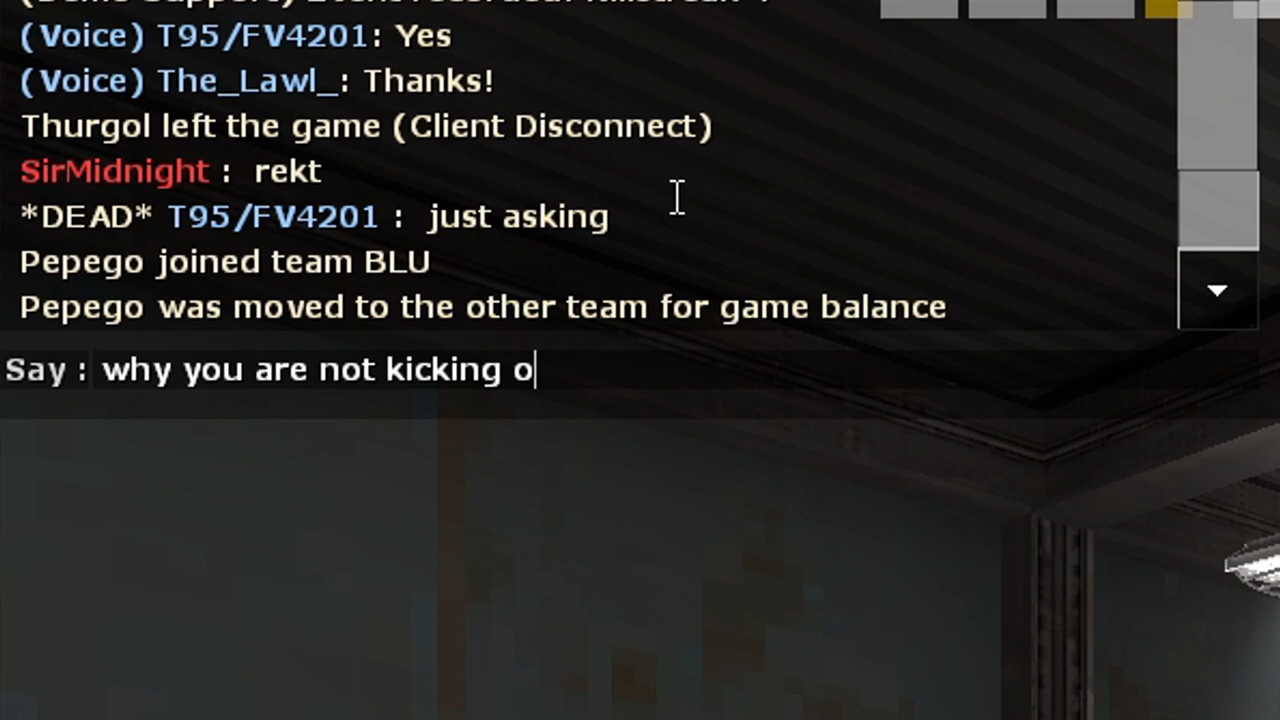 (Voice) T95/FV4201: Yes
(Voice) The_Lawl_: Thanks!
Thurgol left the game (Client Disconnect)
SirMidnight : rekt
*DEAD* T95/FV4201 : just asking
Pepego joined team BLU
Pepego was moved to the other team for game balance
Say : why you are not kicking o